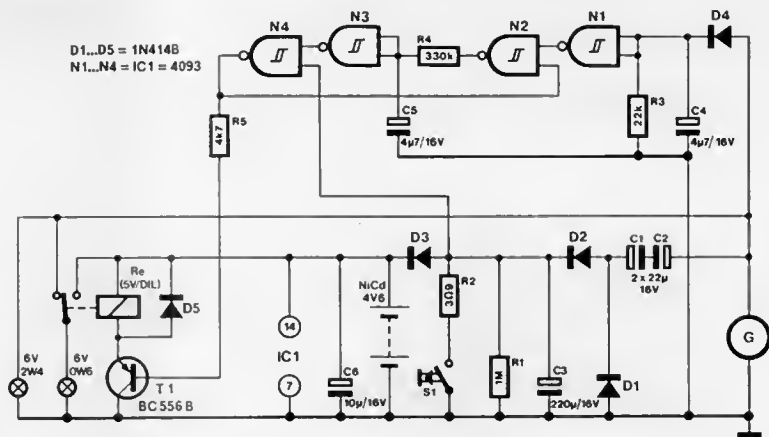 N4
N3
N2
N1
D4
D1...D5 = 1N4148
N1...N4 = IC1 = 4093
R4
330k
R5
4k7
C5
4µ7/16V
R3
22k
C4
4µ7/16V
Re
(5V/DIL)
D5
D3
D2
C1 C2
2 x 22µ
16V
NiCd
4V6
R2
3Ω9
14
IC1
7
G
6V
2W4
6V
0W6
T1
BC 556 B
C6
10µ/16V
S1
R1
1M
C3
220µ/16V
D1